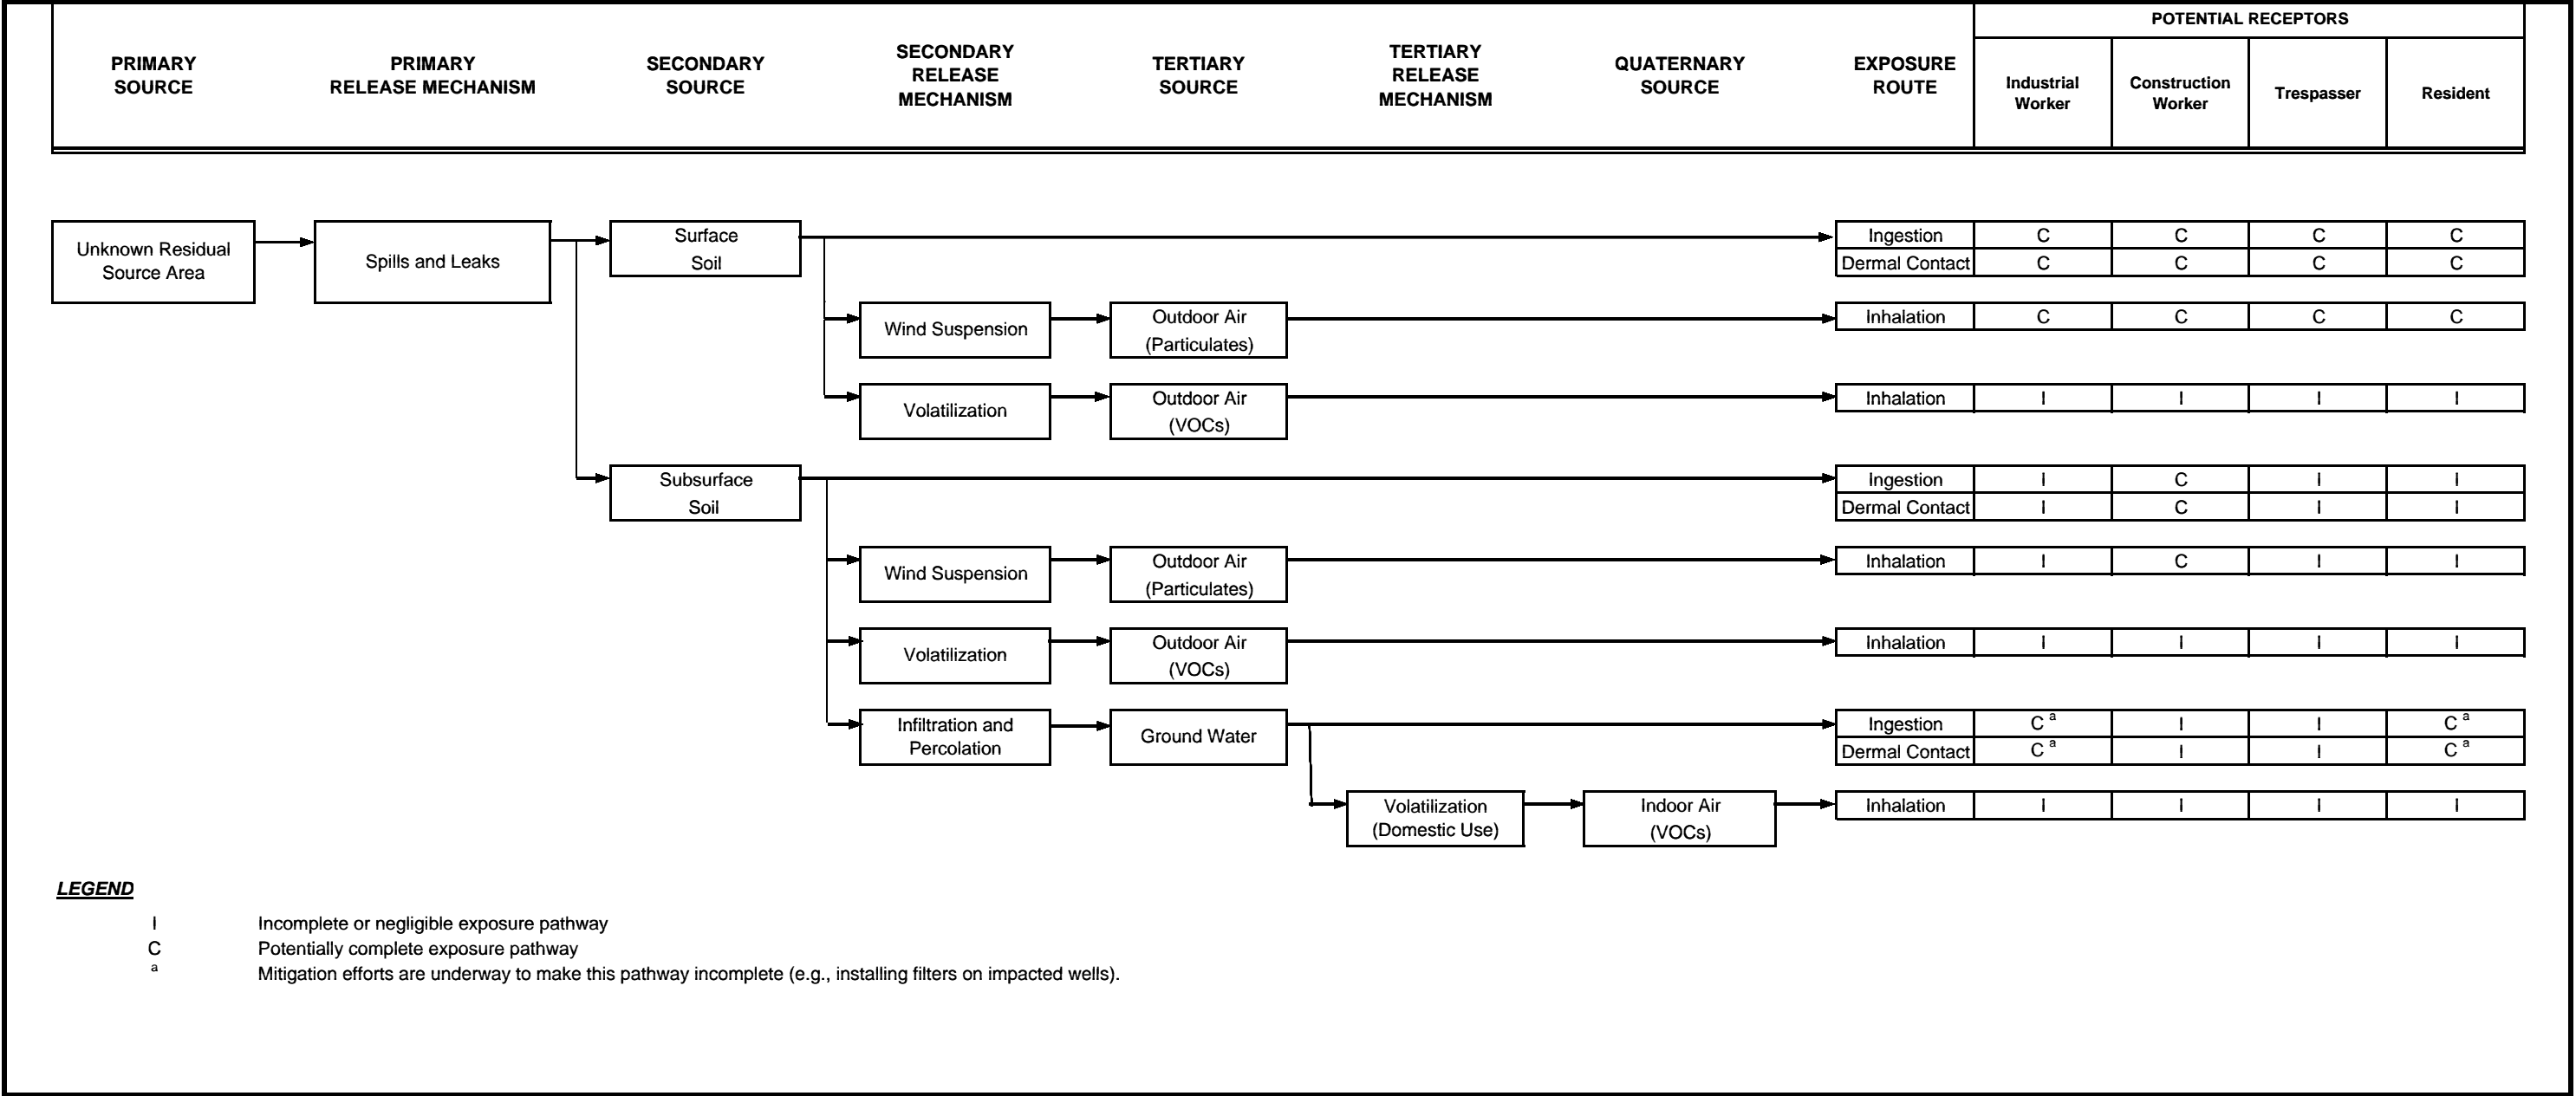 POTENTIAL RECEPTORS
PRIMARY
SOURCE
PRIMARY
RELEASE MECHANISM
SECONDARY
SOURCE
SECONDARY
RELEASE
MECHANISM
TERTIARY
SOURCE
TERTIARY
RELEASE
MECHANISM
QUATERNARY
SOURCE
EXPOSURE
ROUTE
Industrial
Worker
Construction
Worker
Trespasser
Resident
Unknown Residual
Source Area
Spills and Leaks
Surface
Soil
Ingestion C C C C
Dermal Contact C C C C
Wind Suspension
Outdoor Air
(Particulates)
Inhalation C C C C
Volatilization
Outdoor Air
(VOCs)
Inhalation I I I I
Subsurface
Soil
Ingestion I C I I
Dermal Contact I C I I
Wind Suspension
Outdoor Air
(Particulates)
Inhalation I C I I
Volatilization
Outdoor Air
(VOCs)
Inhalation I I I I
Infiltration and
Percolation
Ground Water
Ingestion C a I I C a
Dermal Contact C a I I C a
Volatilization
(Domestic Use)
Indoor Air
(VOCs)
Inhalation I I I I
LEGEND
I Incomplete or negligible exposure pathway
C Potentially complete exposure pathway
a Mitigation efforts are underway to make this pathway incomplete (e.g., installing filters on impacted wells).